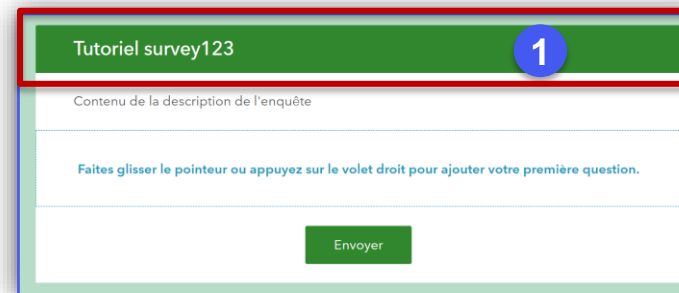 Tutoriel survey123
1
Contenu de la description de l'enquête
Faites glisser le pointeur ou appuyez sur le volet droit pour ajouter votre première question.
Envoyer